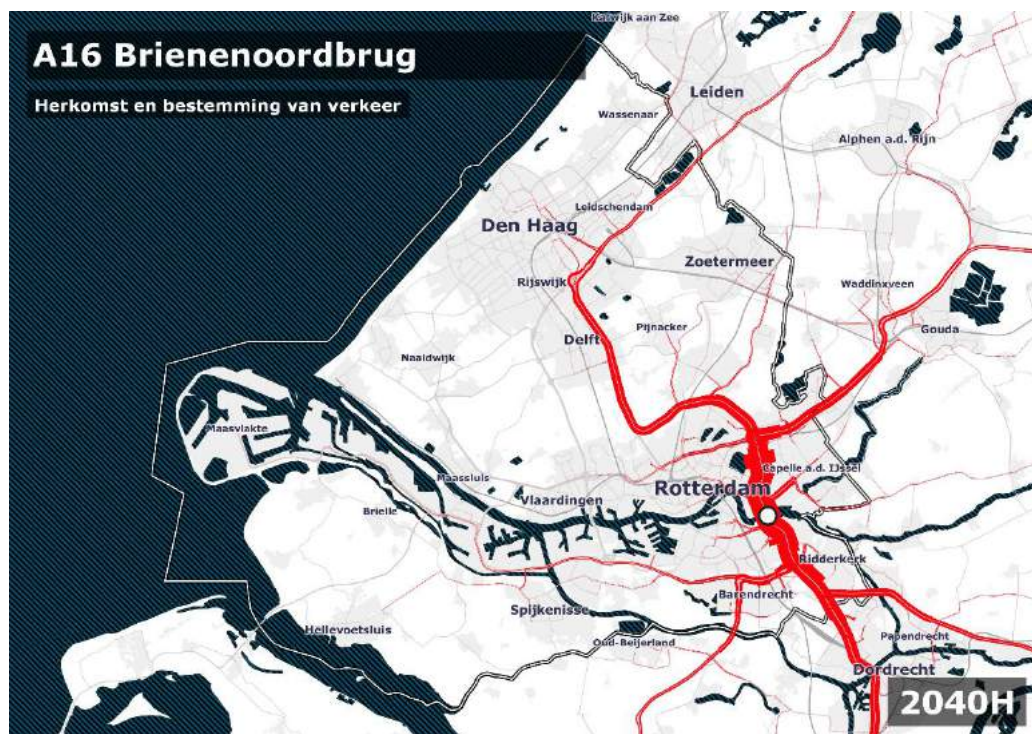 Katwijk aan Zee
A16 Brienenoordbrug
Herkomst en bestemming van verkeer
Leiden
Wassenaar
Alphen a.d. Rijn
Leidschendam
Den Haag
Zoetermeer
Rijswijk
Waddinxveen
Pijnacker
Gouda
Delft
Naaldwijk
Maasvlakte
Capelle a.d. IJssel
Maassluis
Rotterdam
Vlaardingen
Brielle
Ridderkerk
Barendrecht
Spijkenisse
Hellevoetsluis
Papendrecht
Oud-Beijerland
Dordrecht
2040H